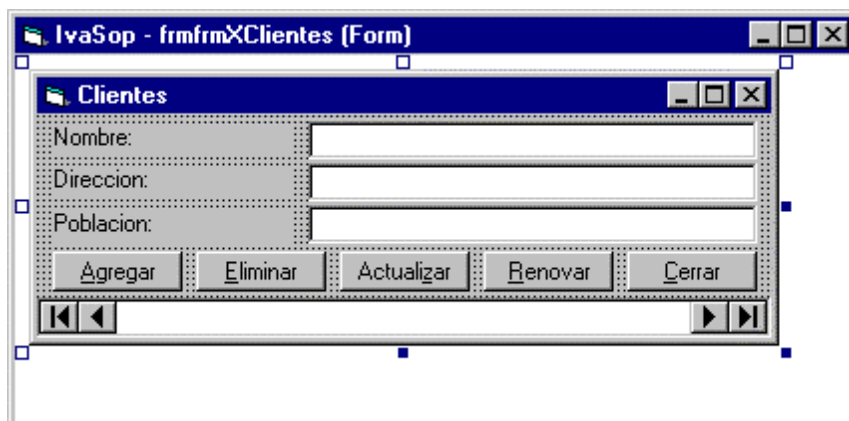 IvaSop - frmfrmXClientes (Form)
Clientes
Nombre:
Direccion:
Poblacion:
Agregar Eliminar Actualizar Renovar Cerrar